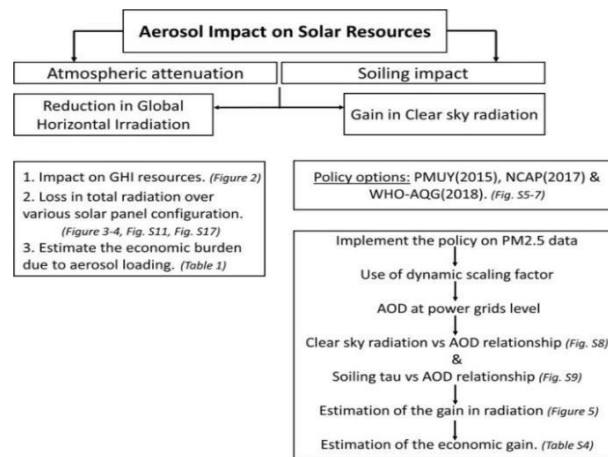 Aerosol Impact on Solar Resources
Atmospheric attenuation
Soiling impact
Reduction in Global
Horizontal Irradiation
Gain in Clear sky radiation
1. Impact on GHI resources. (Figure 2)
2. Loss in total radiation over
various solar panel configuration.
(Figure 3-4, Fig. S11, Fig. S17)
3. Estimate the economic burden
due to aerosol loading. (Table 1)
Policy options: PMUY(2015), NCAP(2017) &
WHO-AQG(2018). (Fig. S5-7)
Implement the policy on PM2.5 data
Use of dynamic scaling factor
AOD at power grids level
Clear sky radiation vs AOD relationship (Fig. S8)
&
Soiling tau vs AOD relationship (Fig. S9)
Estimation of the gain in radiation (Figure 5)
Estimation of the economic gain. (Table S4)